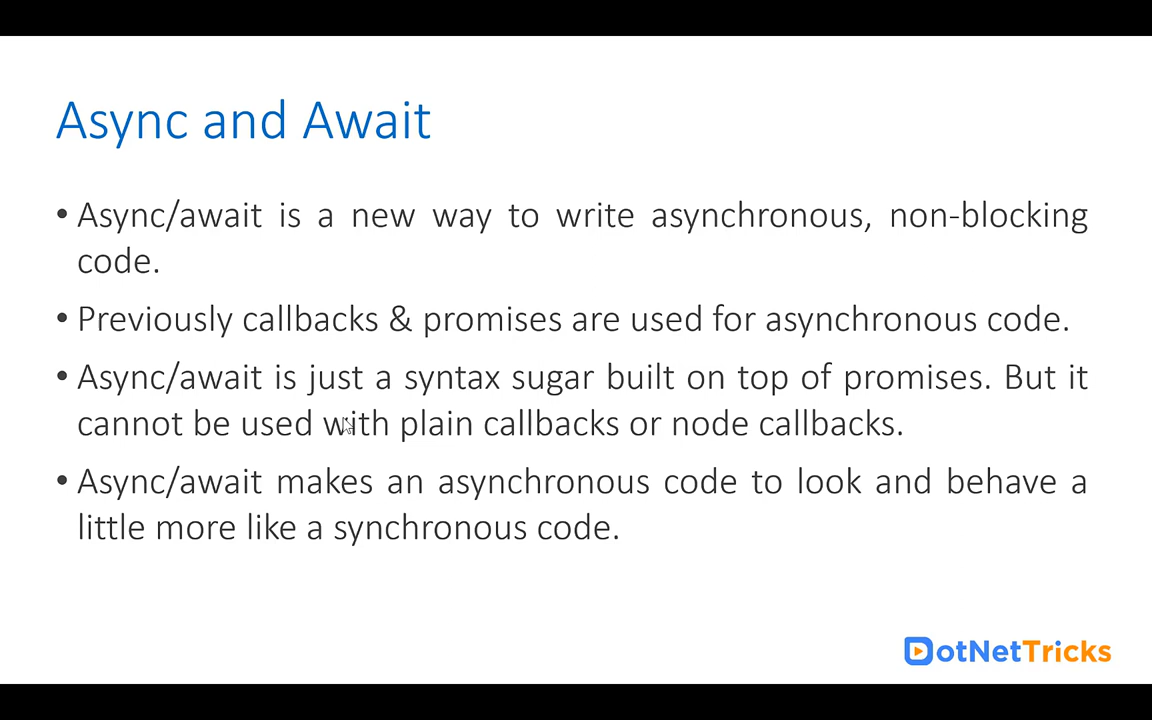 Async and Await
• Async/await is a new way to write asynchronous, non-blocking
code.
• Previously callbacks & promises are used for asynchronous code.
• Async/await is just a syntax sugar built on top of promises. But it
cannot be used with plain callbacks or node callbacks.
• Async/await makes an asynchronous code to look and behave a
little more like a synchronous code.
DotNetTricks